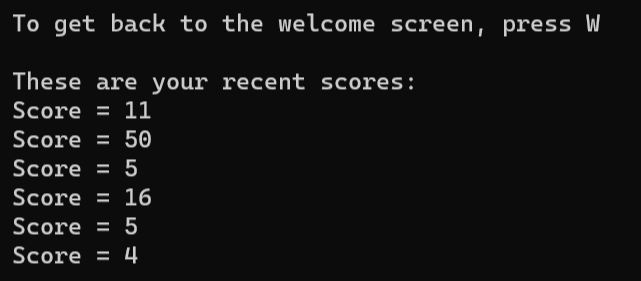 To get back to the welcome screen, press W
These are your recent scores:
Score = 11
Score = 50
Score = 5
Score = 16
Score = 5
Score = 4